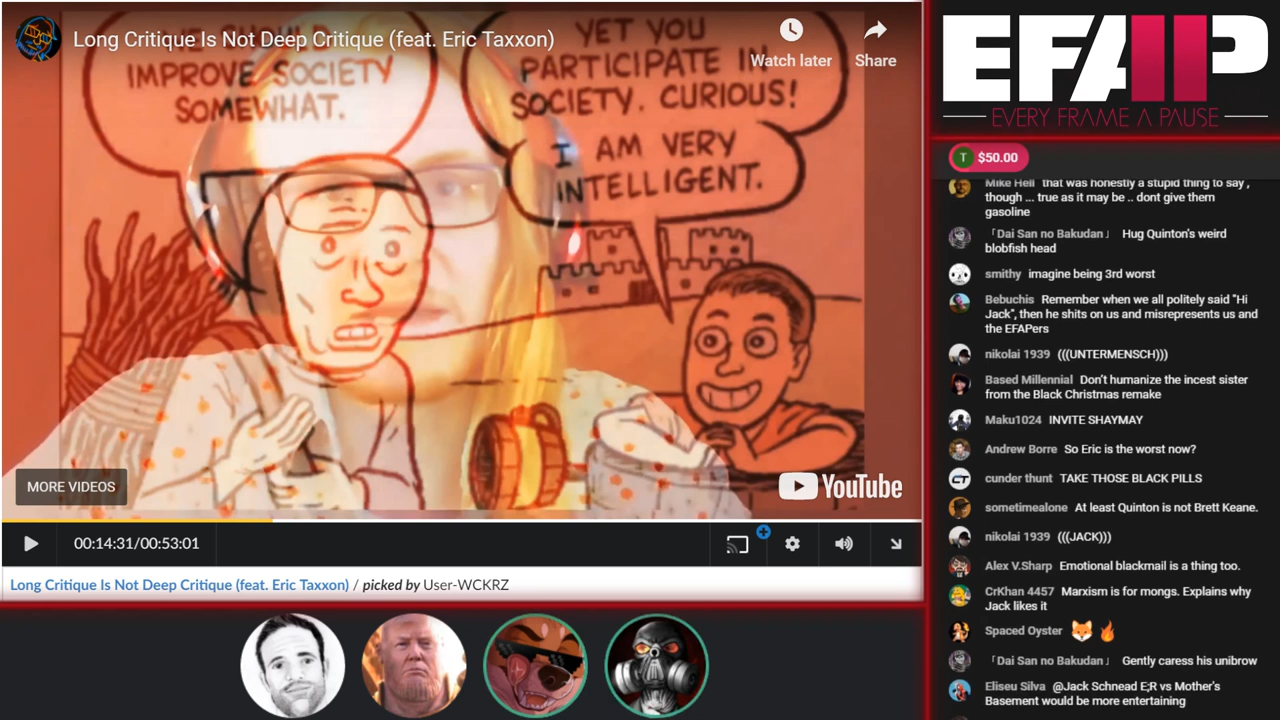 Long Critique Is Not Deep Critique (feat. Eric Taxxon)
Watch later
Share
IMPROVE SOCIETY
SOMEWHAT.
YET YOU
PARTICIPATE IN
SOCIETY. CURIOUS!
I AM VERY
INTELLIGENT.
MORE VIDEOS
YouTube
00:14:31/00:53:01
Long Critique Is Not Deep Critique (feat. Eric Taxxon) / picked by User-WCKRZ
EFAP
EVERY FRAME A PAUSE
T $50.00
Mike Hell that was honestly a stupid thing to say ,
though ... true as it may be .. dont give them
gasoline
「Dai San no Bakudan」 Hug Quinton's weird
blobfish head
smithy imagine being 3rd worst
Bebuchis Remember when we all politely said "Hi
Jack", then he shits on us and misrepresents us and
the EFAPers
nikolai 1939 (((UNTERMENSCH)))
Based Millennial Don't humanize the incest sister
from the Black Christmas remake
Maku1024 INVITE SHAYMAY
Andrew Borre So Eric is the worst now?
cunder thunt TAKE THOSE BLACK PILLS
sometimealone At least Quinton is not Brett Keane.
nikolai 1939 (((JACK)))
Alex V.Sharp Emotional blackmail is a thing too.
CrKhan 4457 Marxism is for mongs. Explains why
Jack likes it
Spaced Oyster 🦊🔥
「Dai San no Bakudan」 Gently caress his unibrow
Eliseu Silva @Jack Schnead E;R vs Mother's
Basement would be more entertaining